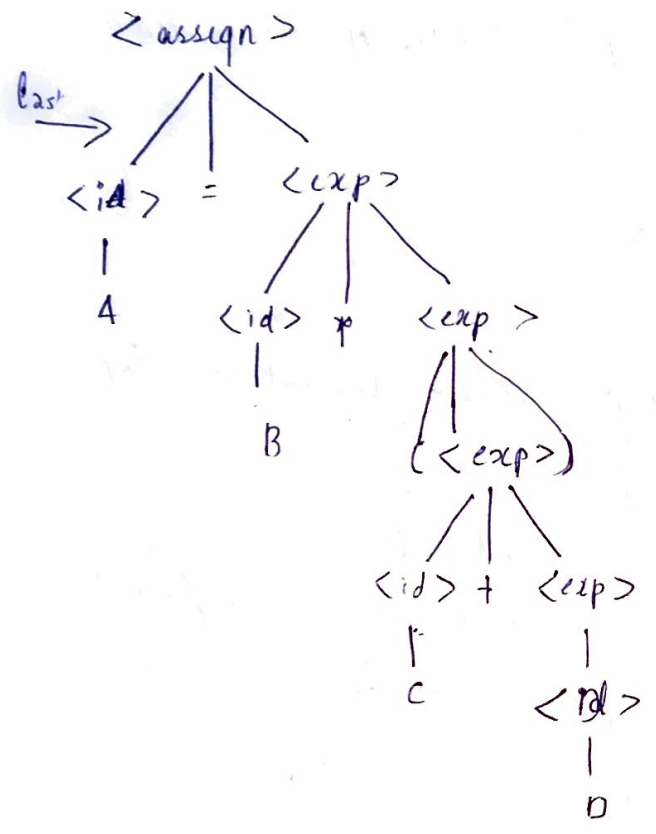 <assign>
Last
<id> = <exp>
A <id> * <exp>
B
(<exp>)
<id> + <exp>
C <id>
D